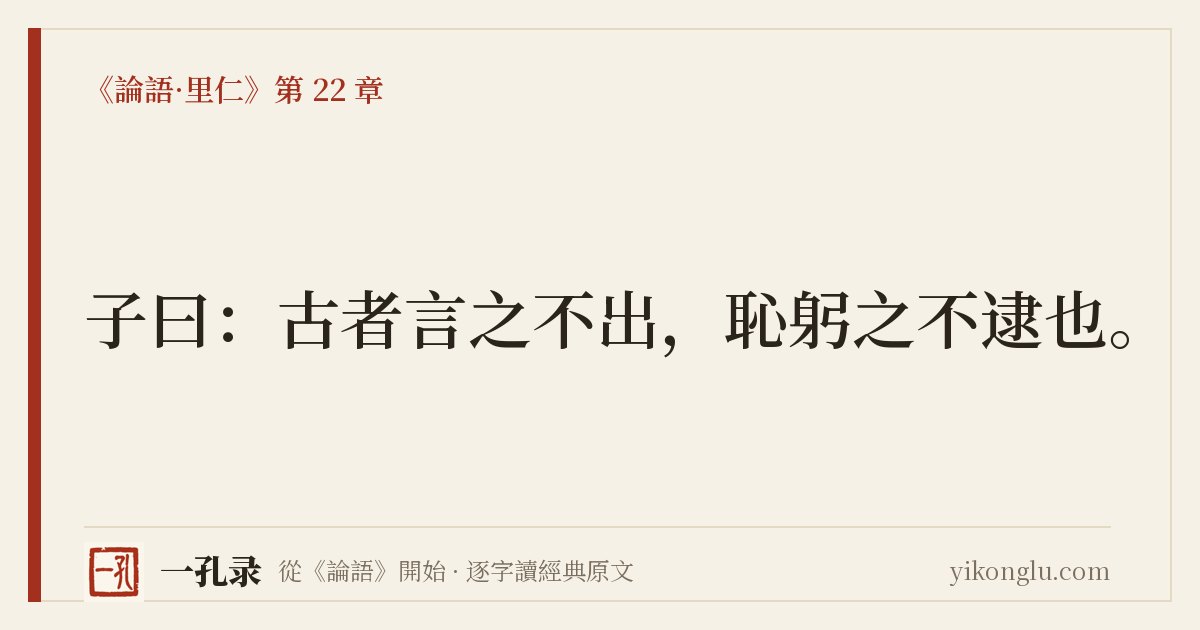 《論語·里仁》第 22 章
子曰：古者言之不出，恥躬之不逮也。
一孔
一孔录 從《論語》開始 · 逐字讀經典原文
yikonglu.com